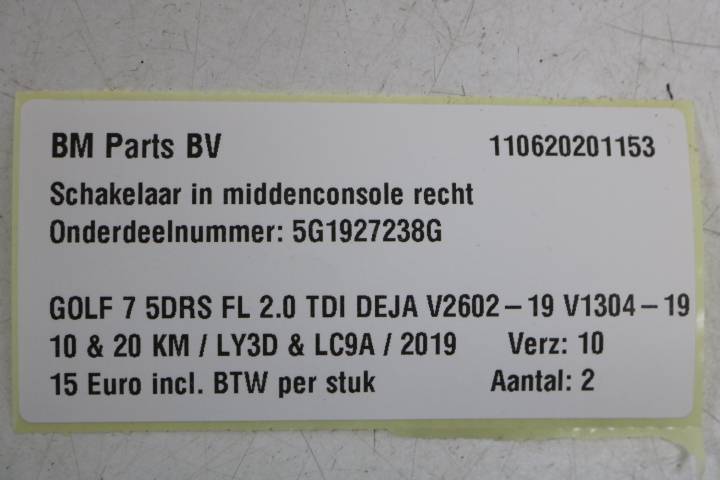 BM Parts BV 110620201153
Schakelaar in middenconsole recht
Onderdeelnummer: 5G1927238G
GOLF 7 5DRS FL 2.0 TDI DEJA V2602 – 19 V1304 – 19
10 & 20 KM / LY3D & LC9A / 2019 Verz: 10
15 Euro incl. BTW per stuk Aantal: 2